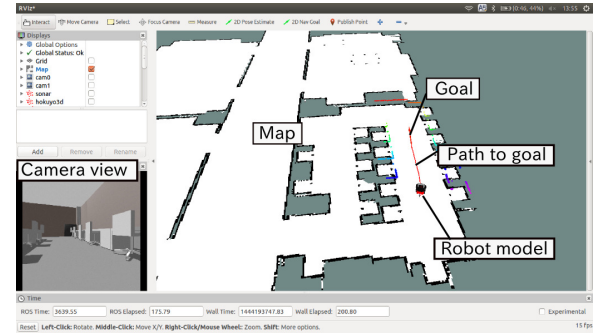 RViz*
(0:46, 44%) 13:55
Interact Move Camera Select Focus Camera Measure 2D Pose Estimate 2D Nav Goal Publish Point
Displays
Global Options
Global Status: Ok
Grid
Map
cam0
cam1
sonar
hokuyo3d
Add Remove Rename
Camera view
Map
Goal
Path to goal
Robot model
Time
ROS Time: 3639.55 ROS Elapsed: 175.79 Wall Time: 1444193747.83 Wall Elapsed: 200.80 Experimental
Reset Left-Click: Rotate. Middle-Click: Move X/Y. Right-Click/Mouse Wheel: Zoom. Shift: More options. 15 fps